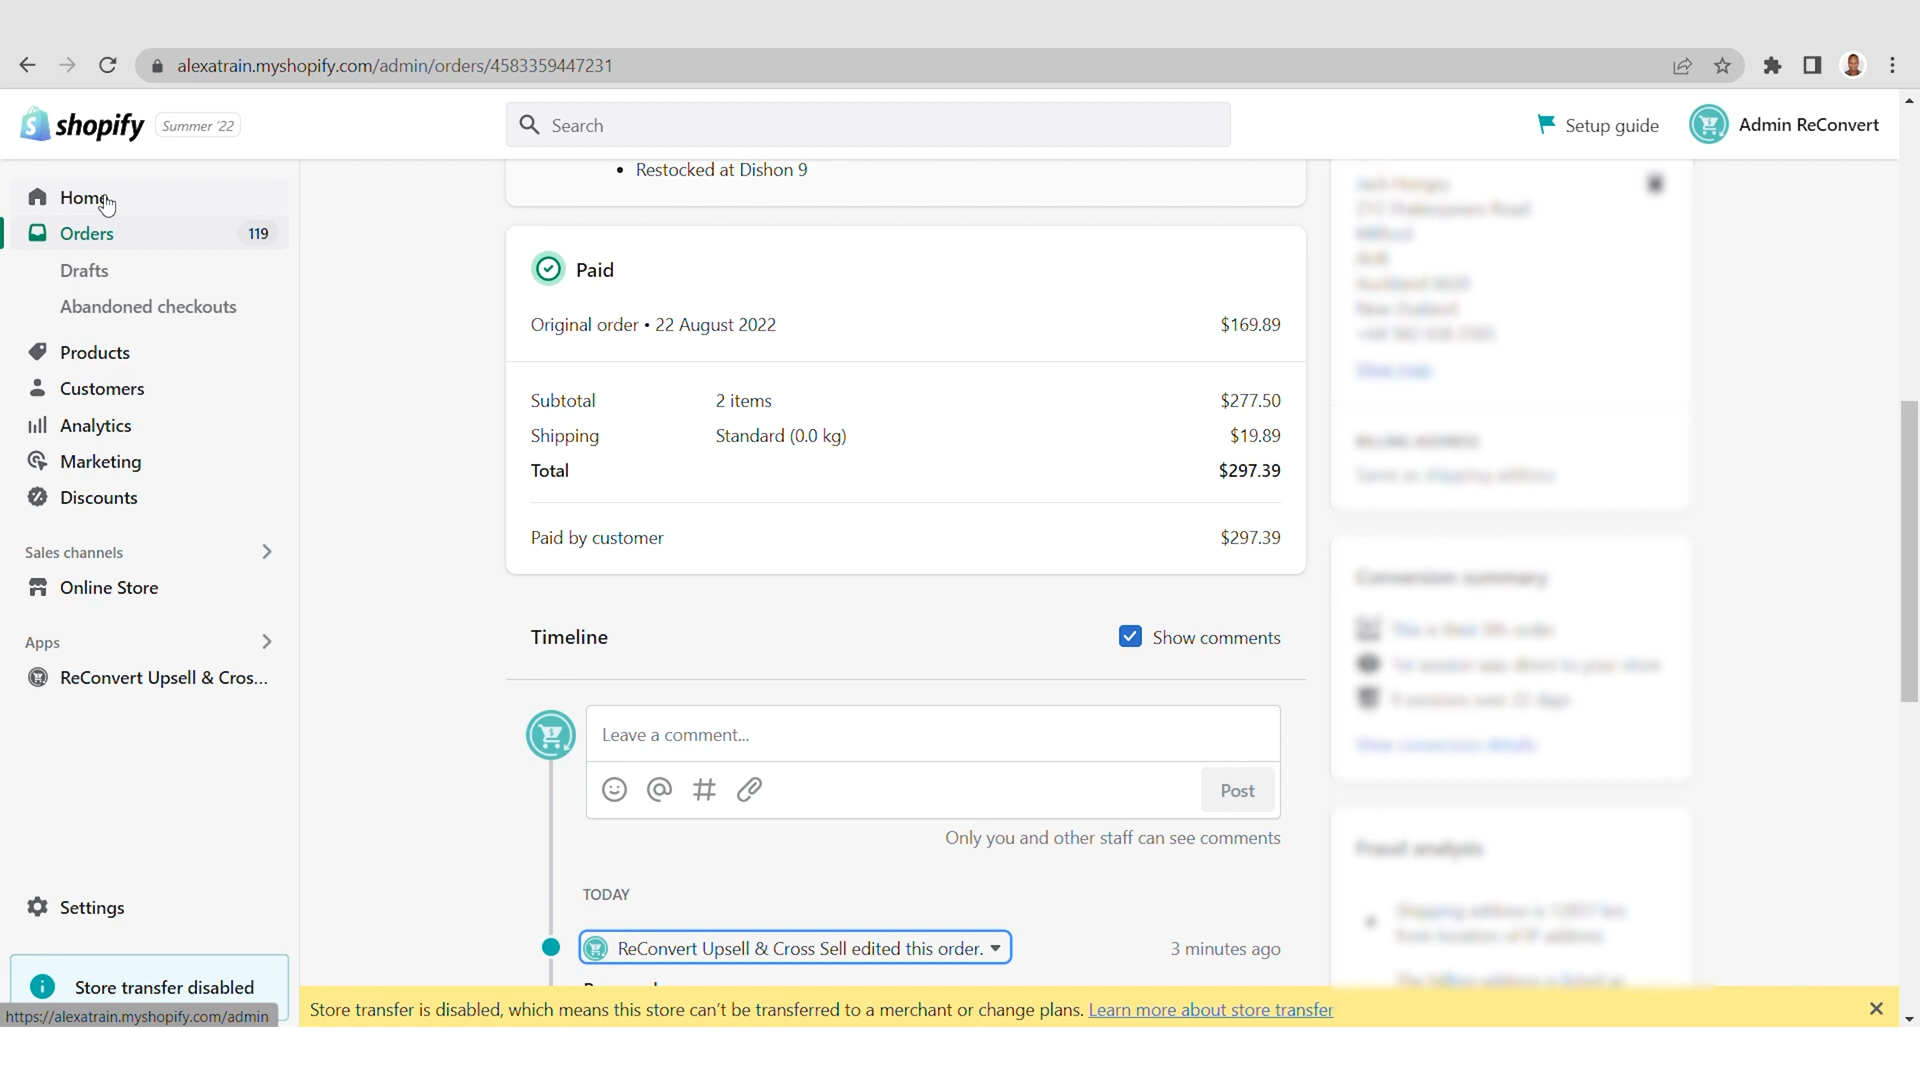 alexatrain.myshopify.com/admin/orders/4583359447231
shopify
Summer '22
Search
Setup guide
Admin ReConvert
Home
Orders
119
Drafts
Abandoned checkouts
Products
Customers
Analytics
Marketing
Discounts
Sales channels
Online Store
Apps
ReConvert Upsell & Cros...
Settings
Store transfer disabled
https://alexatrain.myshopify.com/admin
Restocked at Dishon 9
Paid
Original order • 22 August 2022 $169.89
Subtotal 2 items $277.50
Shipping Standard (0.0 kg) $19.89
Total $297.39
Paid by customer $297.39
Timeline
Show comments
Leave a comment...
Post
Only you and other staff can see comments
TODAY
ReConvert Upsell & Cross Sell edited this order.
3 minutes ago
Conversion summary
Fraud analysis
Store transfer is disabled, which means this store can't be transferred to a merchant or change plans. Learn more about store transfer